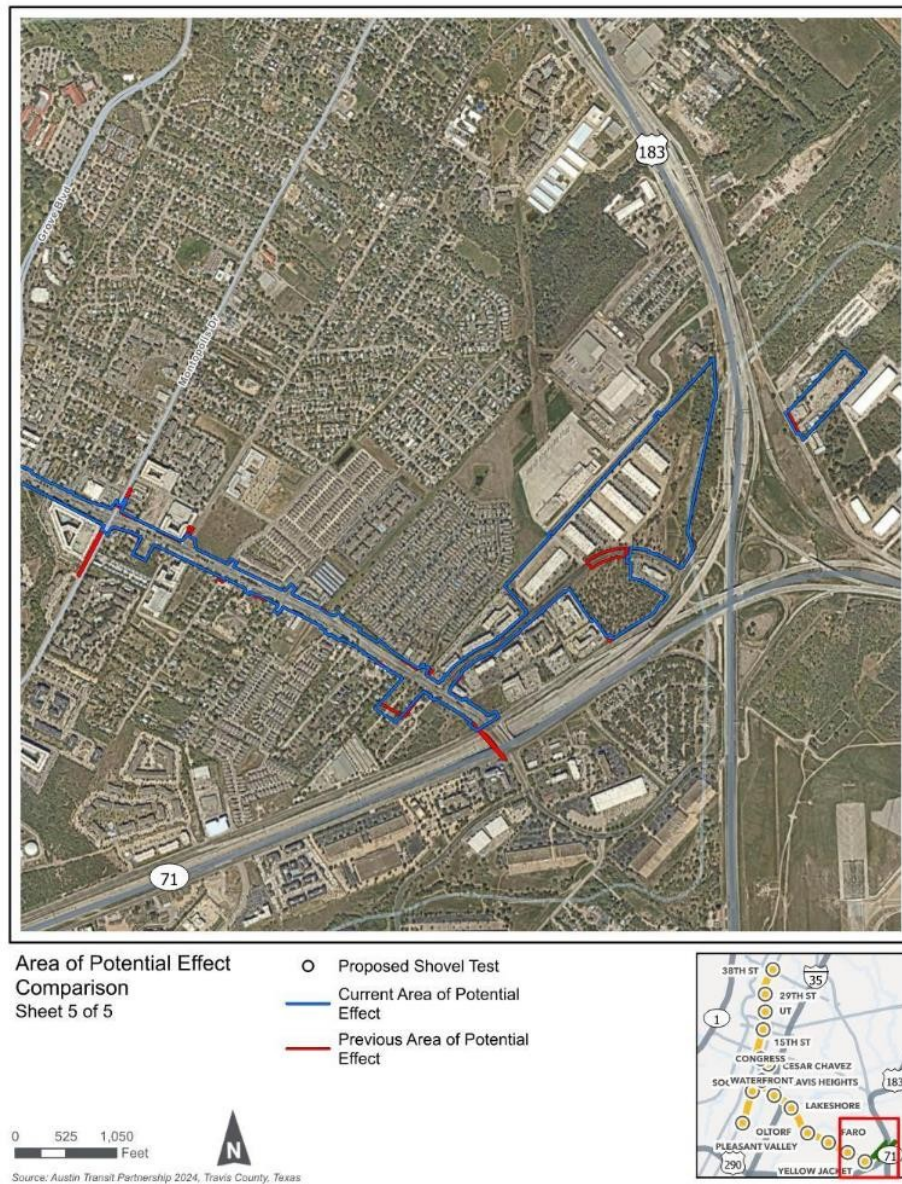 183
Grove Blvd
Montopolis Dr
71
Area of Potential Effect
Comparison
Sheet 5 of 5
Proposed Shovel Test
Current Area of Potential
Effect
Previous Area of Potential
Effect
0 525 1,050
Feet
N
Source: Austin Transit Partnership 2024, Travis County, Texas
38TH ST
35
29TH ST
1
UT
15TH ST
CONGRESS
CESAR CHAVEZ
183
WATERFRONT
AVIS HEIGHTS
LAKESHORE
OLTORF
FARO
PLEASANT VALLEY
71
290
YELLOW JACKET